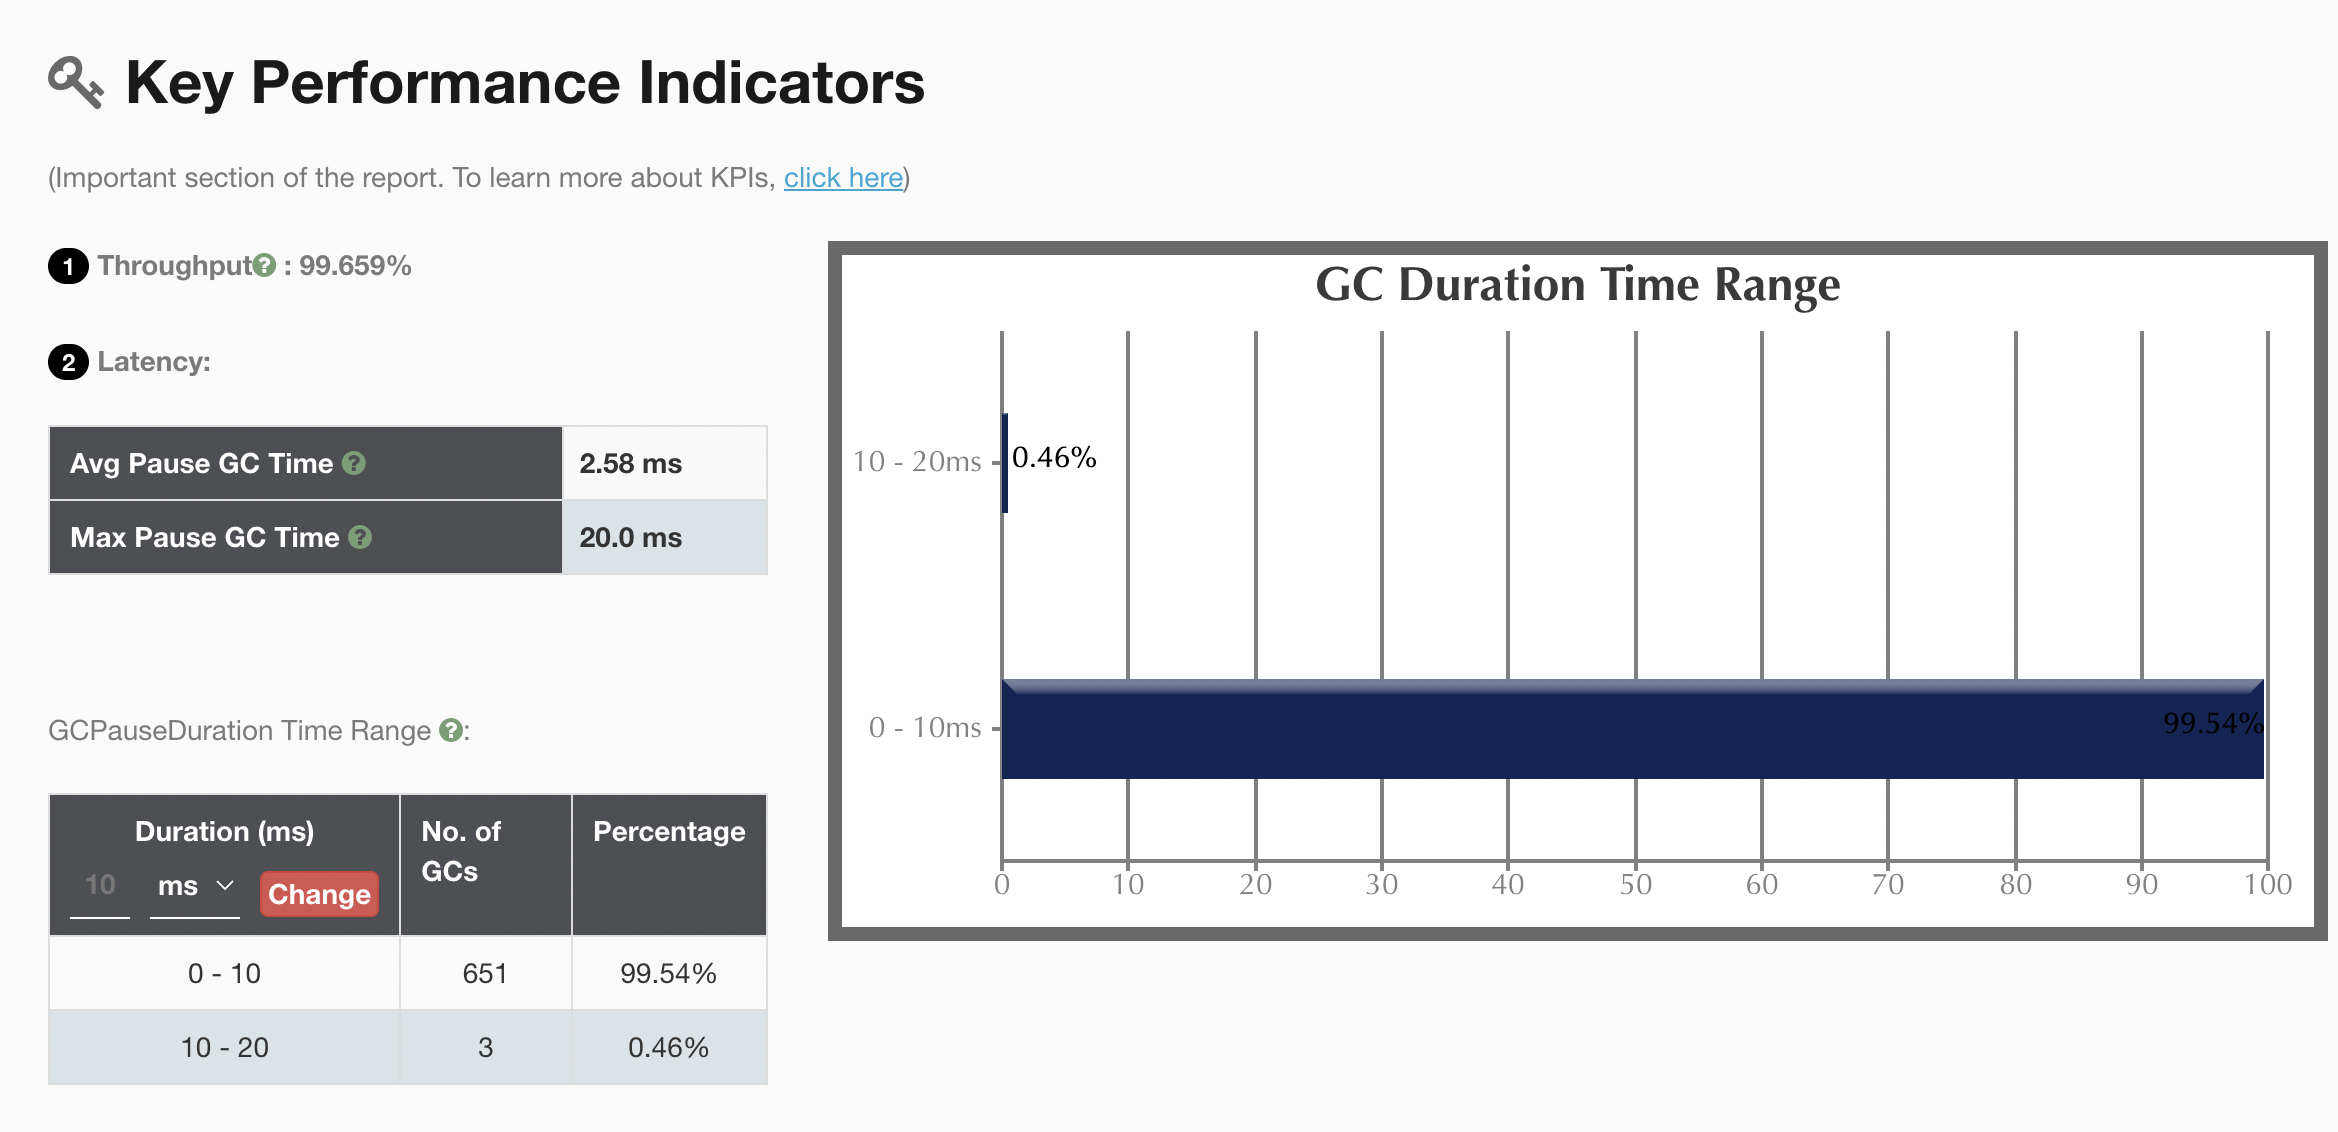 Key Performance Indicators
(Important section of the report. To learn more about KPIs, click here)
1 Throughput? : 99.659%
2 Latency:
Avg Pause GC Time ? 2.58 ms
Max Pause GC Time ? 20.0 ms
GCPauseDuration Time Range ?:
Duration (ms) No. of GCs Percentage
10 ms Change
0 - 10 651 99.54%
10 - 20 3 0.46%
GC Duration Time Range
10 - 20ms 0.46%
0 - 10ms 99.54%
0 10 20 30 40 50 60 70 80 90 100